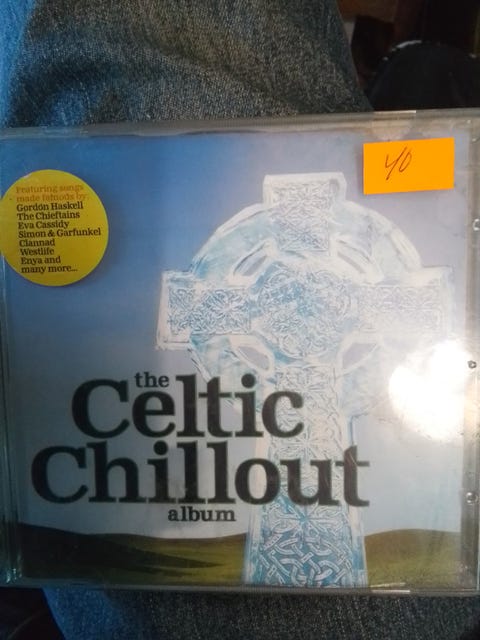 40
Featuring songs
made famous by:
Gordon Haskell
The Chieftains
Eva Cassidy
Simon & Garfunkel
Clannad
Westlife
Enya and
many more...
the
Celtic
Chillout
album